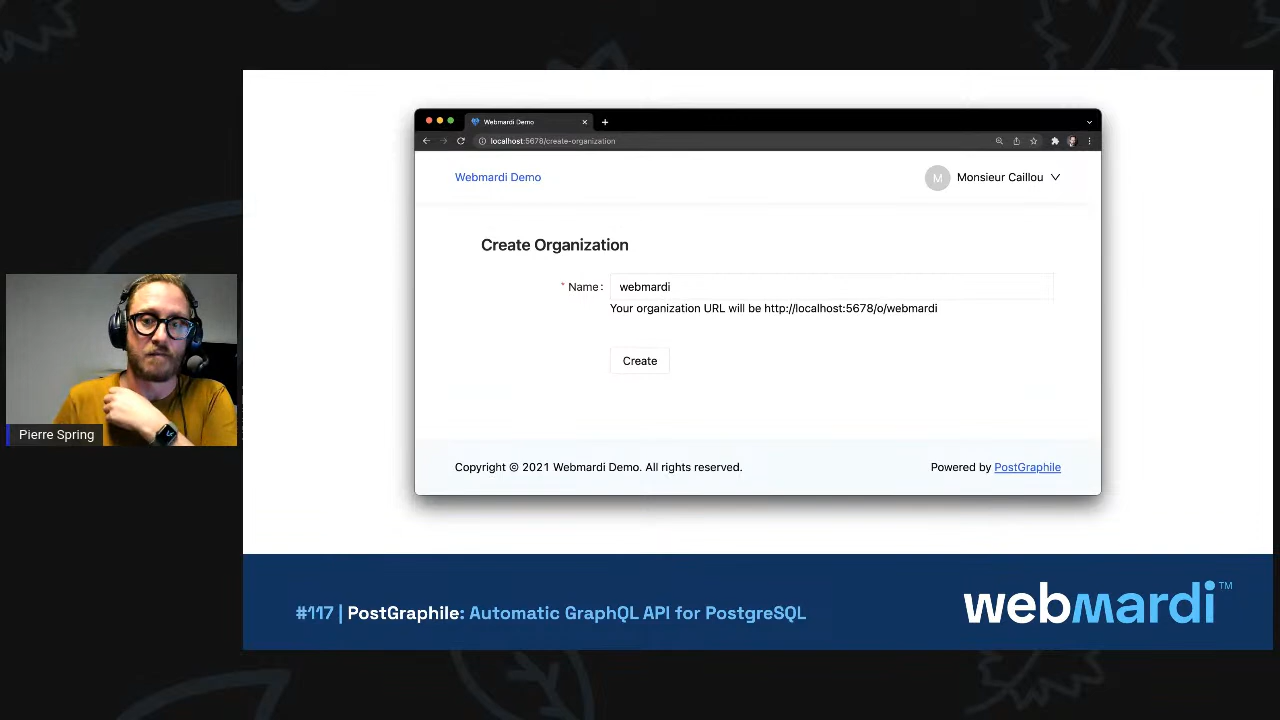 Webmardi Demo
localhost:5678/create-organization
Webmardi Demo
M
Monsieur Caillou
Create Organization
* Name:
webmardi
Your organization URL will be http://localhost:5678/o/webmardi
Create
Copyright © 2021 Webmardi Demo. All rights reserved.
Powered by PostGraphile
Pierre Spring
#117 | PostGraphile: Automatic GraphQL API for PostgreSQL
webmardi™